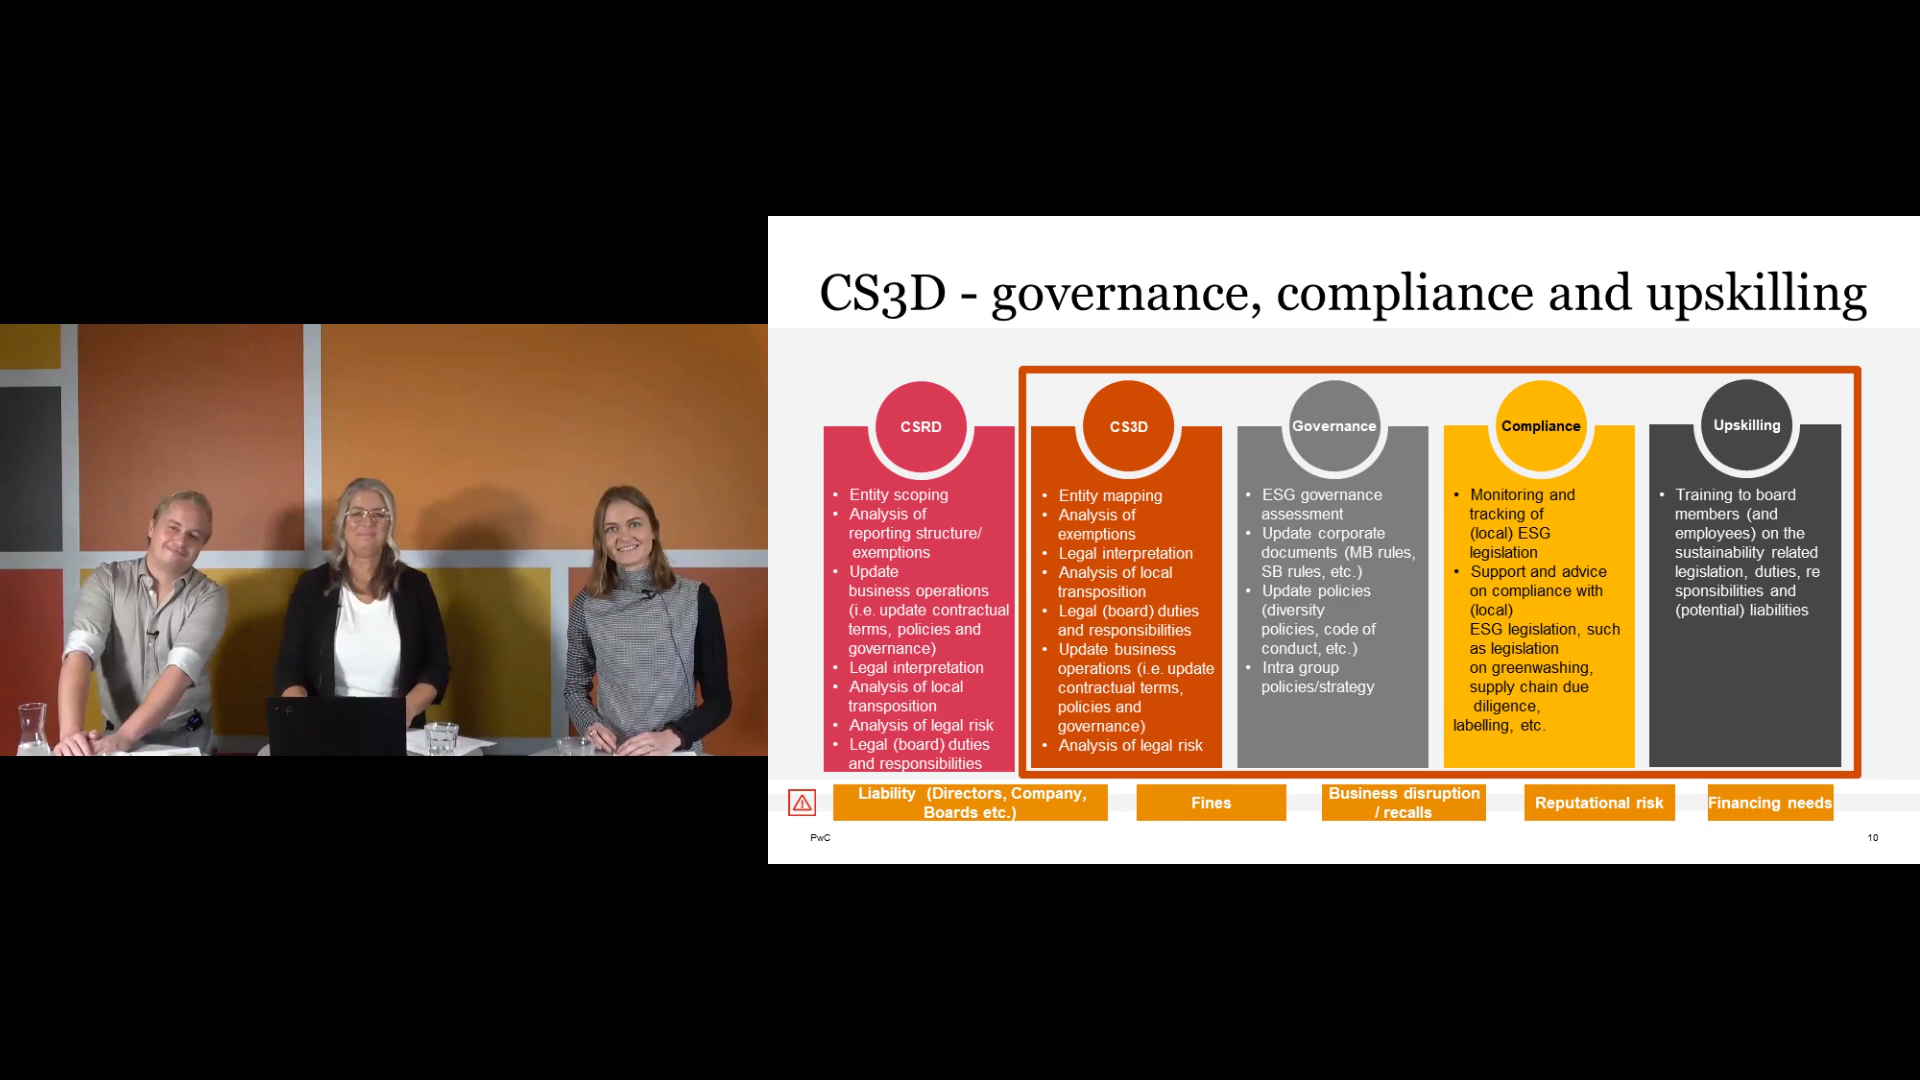 CS3D - governance, compliance and upskilling
CSRD
• Entity scoping
• Analysis of
reporting structure/
exemptions
• Update
business operations
(i.e. update contractual
terms, policies and
governance)
• Legal interpretation
• Analysis of local
transposition
• Analysis of legal risk
• Legal (board) duties
and responsibilities
CS3D
• Entity mapping
• Analysis of
exemptions
• Legal interpretation
• Analysis of local
transposition
• Legal (board) duties
and responsibilities
• Update business
operations (i.e. update
contractual terms,
policies and
governance)
• Analysis of legal risk
Governance
• ESG governance
assessment
• Update corporate
documents (MB rules,
SB rules, etc.)
• Update policies
(diversity
policies, code of
conduct, etc.)
• Intra group
policies/strategy
Compliance
• Monitoring and
tracking of
(local) ESG
legislation
• Support and advice
on compliance with
(local)
ESG legislation, such
as legislation
on greenwashing,
supply chain due
diligence,
labelling, etc.
Upskilling
• Training to board
members (and
employees) on the
sustainability related
legislation, duties, re
sponsibilities and
(potential) liabilities
Liability (Directors, Company,
Boards etc.)
Fines
Business disruption
/ recalls
Reputational risk
Financing needs
PwC
10